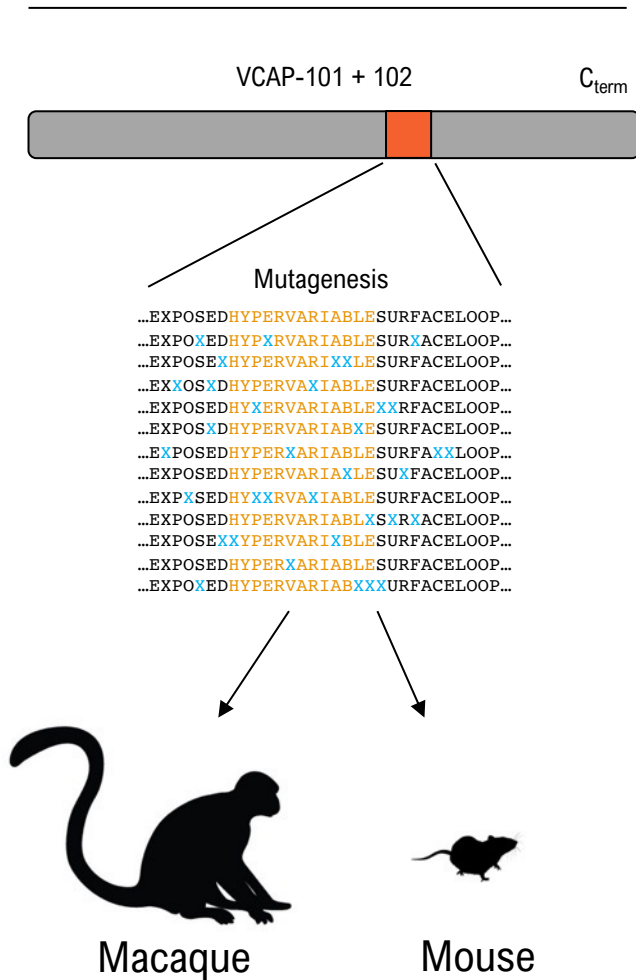 VCAP-101 + 102
Cterm
Mutagenesis
…EXPOSEDHYPERVARIABLESURFACELOOP…
…EXPOXEDHYPXRVARIABLESURXACELOOP…
…EXPOSEXHYPERVARIXXLESURFACELOOP…
…EXXOSXDHYPERVAXIABLESURFACELOOP…
…EXPOSEDHYXERVARIABLEXXRFACELOOP…
…EXPOSXDHYPERVARIABXESURFACELOOP…
…EXPOSEDHYPERXARIABLESURFAXXLOOP…
…EXPOSEDHYPERVARIAXLESUXFACELOOP…
…EXPXSEDHYXXRVAXIABLESURFACELOOP…
…EXPOSEDHYPERVARIABLXSXRXACELOOP…
…EXPOSEXXYPERVARIXBLESURFACELOOP…
…EXPOSEDHYPERXARIABLESURFACELOOP…
…EXPOXEDHYPERVARIABXXXURFACELOOP…
Macaque
Mouse